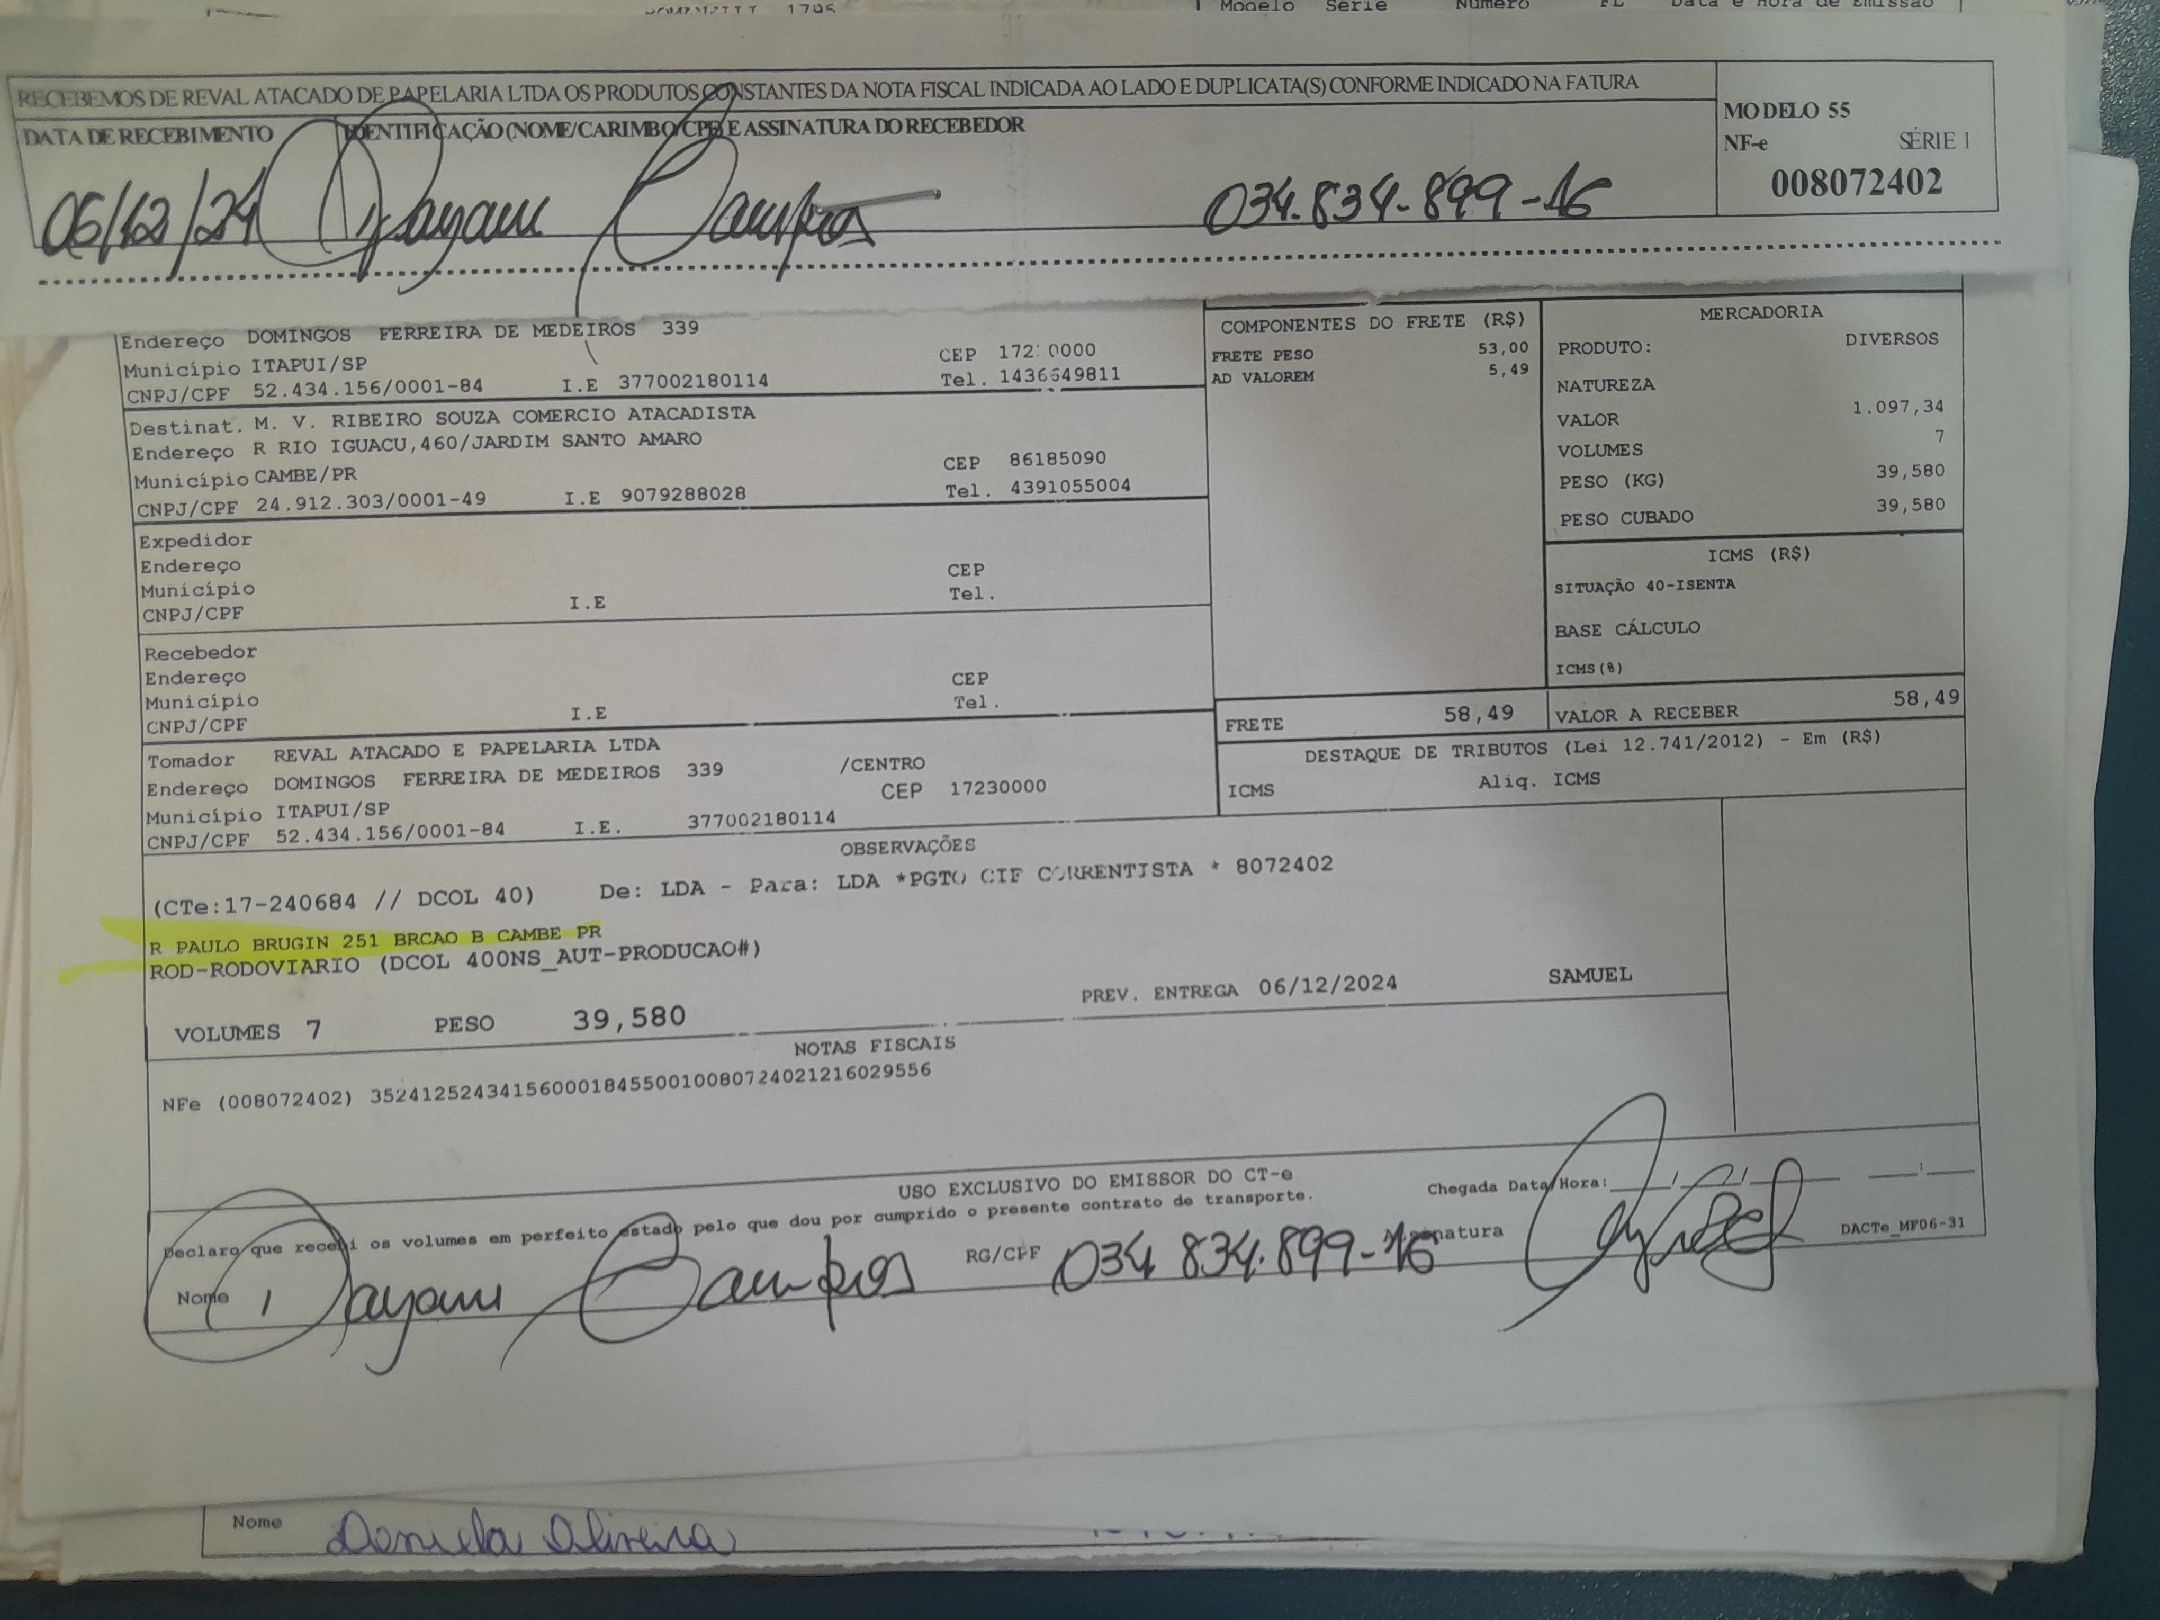 Modelo Serie Numero FL Data e Hora de Emissão
RECEBEMOS DE REVAL ATACADO DE PAPELARIA LTDA OS PRODUTOS CONSTANTES DA NOTA FISCAL INDICADA AO LADO E DUPLICATA(S) CONFORME INDICADO NA FATURA
DATA DE RECEBIMENTO IDENTIFICAÇÃO (NOME/CARIMBO/CPF) E ASSINATURA DO RECEBEDOR
MODELO 55
NF-e SÉRIE 1
008072402
06/12/24 Dayani Campos 034.834.899-16
Endereço DOMINGOS FERREIRA DE MEDEIROS 339
Município ITAPUI/SP CEP 172 0000
CNPJ/CPF 52.434.156/0001-84 I.E 377002180114 Tel. 1436649811
Destinat. M. V. RIBEIRO SOUZA COMERCIO ATACADISTA
Endereço R RIO IGUACU,460/JARDIM SANTO AMARO
Município CAMBE/PR CEP 86185090
CNPJ/CPF 24.912.303/0001-49 I.E 9079288028 Tel. 4391055004
Expedidor
Endereço
Município CEP
CNPJ/CPF I.E Tel.
Recebedor
Endereço
Município CEP
CNPJ/CPF I.E Tel.
Tomador REVAL ATACADO E PAPELARIA LTDA
Endereço DOMINGOS FERREIRA DE MEDEIROS 339 /CENTRO
Município ITAPUI/SP CEP 17230000
CNPJ/CPF 52.434.156/0001-84 I.E. 377002180114
COMPONENTES DO FRETE (R$)
FRETE PESO 53,00
AD VALOREM 5,49
MERCADORIA
PRODUTO: DIVERSOS
NATUREZA
VALOR 1.097,34
VOLUMES 7
PESO (KG) 39,580
PESO CUBADO 39,580
ICMS (R$)
SITUAÇÃO 40-ISENTA
BASE CÁLCULO
ICMS(8)
FRETE 58,49 VALOR A RECEBER 58,49
DESTAQUE DE TRIBUTOS (Lei 12.741/2012) - Em (R$)
ICMS Aliq. ICMS
OBSERVAÇÕES
(CTe:17-240684 // DCOL 40) De: LDA - Para: LDA *PGTO CIF CORRENTISTA * 8072402
R PAULO BRUGIN 251 BRCAO B CAMBE PR
ROD-RODOVIARIO (DCOL 400NS_AUT-PRODUCAO#)
VOLUMES 7 PESO 39,580 PREV. ENTREGA 06/12/2024 SAMUEL
NOTAS FISCAIS
NFe (008072402) 35241252434156000184550010080724021216029556
USO EXCLUSIVO DO EMISSOR DO CT-e
Declaro que recebi os volumes em perfeito estado pelo que dou por cumprido o presente contrato de transporte.
Chegada Data/Hora: / /
Nome Dayani Campos RG/CPF 034 834.899-16 Assinatura
DACTe_MF06-31
Nome Daniela Oliveira